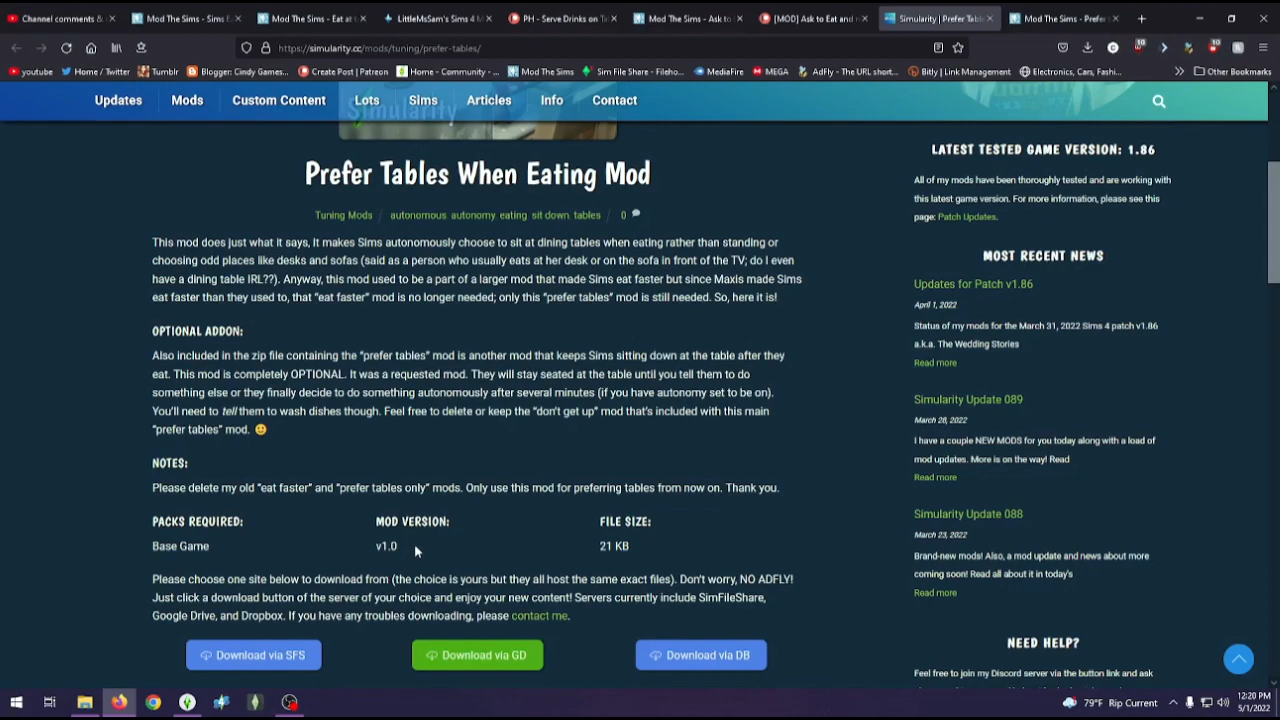 Channel comments &
Mod The Sims - Sims E
Mod The Sims - Eat at t
LittleMsSam's Sims 4 M
PH - Serve Drinks on Ta
Mod The Sims - Ask to
[MOD] Ask to Eat and
Simularity | Prefer Table
Mod The Sims - Prefer
https://simularity.cc/mods/tuning/prefer-tables/
10
10
youtube
Home / Twitter
Tumblr
Blogger: Cindy Games...
Create Post | Patreon
Home - Community - ...
Mod The Sims
Sim File Share - Fileho...
MediaFire
MEGA
AdFly - The URL short...
Bitly | Link Management
Electronics, Cars, Fashi...
Other Bookmarks
Updates
Mods
Custom Content
Lots
Sims
Articles
Info
Contact
Simularity
Prefer Tables When Eating Mod
Tuning Mods / autonomous autonomy eating sit down tables 0
This mod does just what it says, It makes Sims autonomously choose to sit at dining tables when eating rather than standing or
choosing odd places like desks and sofas (said as a person who usually eats at her desk or on the sofa in front of the TV; do I even
have a dining table IRL??). Anyway, this mod used to be a part of a larger mod that made Sims eat faster but since Maxis made Sims
eat faster than they used to, that "eat faster" mod is no longer needed; only this "prefer tables" mod is still needed. So, here it is!
OPTIONAL ADDON:
Also included in the zip file containing the "prefer tables" mod is another mod that keeps Sims sitting down at the table after they
eat. This mod is completely OPTIONAL. It was a requested mod. They will stay seated at the table until you tell them to do
something else or they finally decide to do something autonomously after several minutes (if you have autonomy set to be on).
You'll need to tell them to wash dishes though. Feel free to delete or keep the "don't get up" mod that's included with this main
"prefer tables" mod.
NOTES:
Please delete my old "eat faster" and "prefer tables only" mods. Only use this mod for preferring tables from now on. Thank you.
PACKS REQUIRED:
Base Game
MOD VERSION:
v1.0
FILE SIZE:
21 KB
Please choose one site below to download from (the choice is yours but they all host the same exact files). Don't worry, NO ADFLY!
Just click a download button of the server of your choice and enjoy your new content! Servers currently include SimFileShare,
Google Drive, and Dropbox. If you have any troubles downloading, please contact me.
Download via SFS
Download via GD
Download via DB
LATEST TESTED GAME VERSION: 1.86
All of my mods have been thoroughly tested and are working with
this latest game version. For more information, please see this
page: Patch Updates.
MOST RECENT NEWS
Updates for Patch v1.86
April 1, 2022
Status of my mods for the March 31, 2022 Sims 4 patch v1.86
a.k.a. The Wedding Stories
Read more
Simularity Update 089
March 28, 2022
I have a couple NEW MODS for you today along with a load of
mod updates. More is on the way! Read
Read more
Simularity Update 088
March 23, 2022
Brand-new mods! Also, a mod update and news about more
coming soon! Read all about it in today's
Read more
NEED HELP?
Feel free to join my Discord server via the button link and ask
79°F Rip Current
12:20 PM
5/1/2022